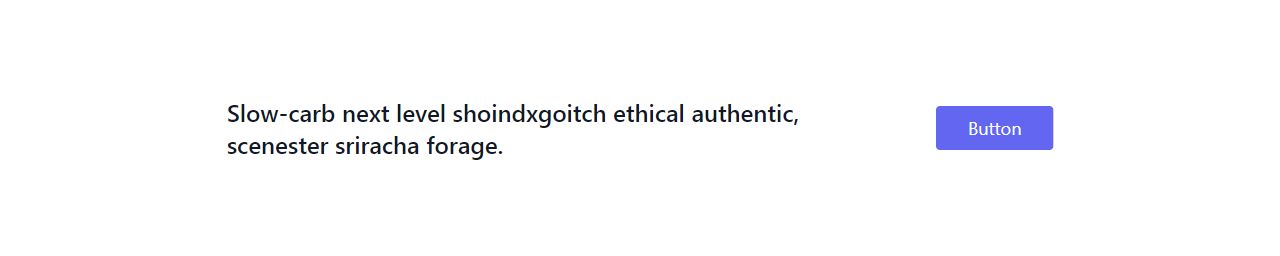 Slow-carb next level shoindxgoitch ethical authentic,
scenester sriracha forage.
Button